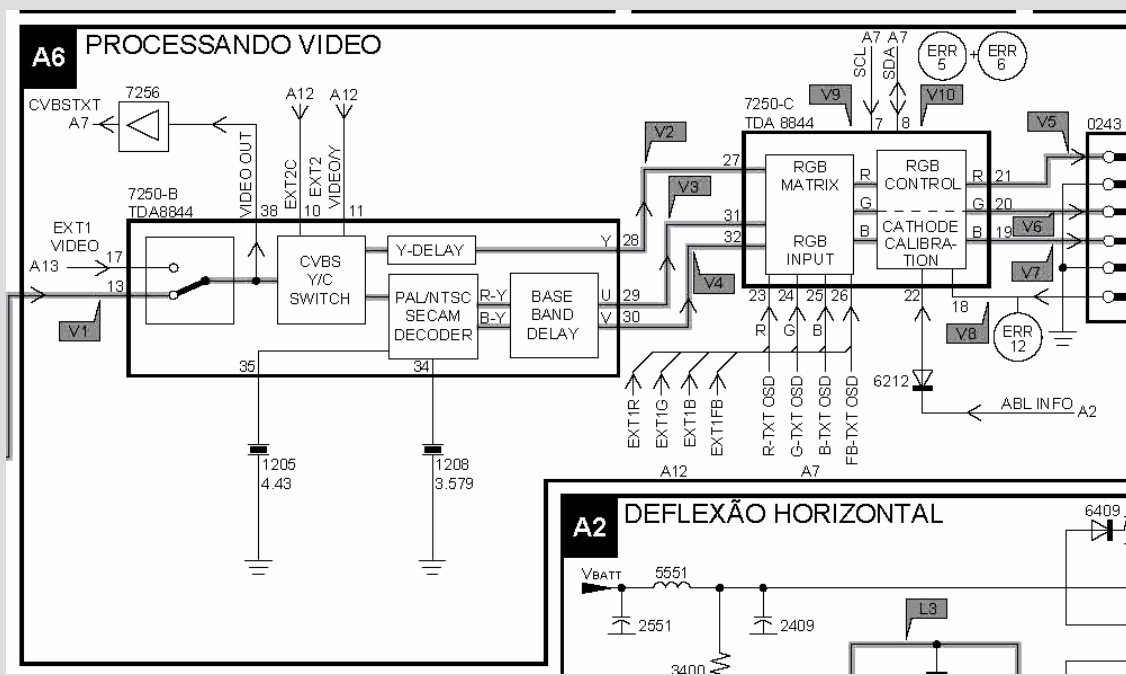 A6
PROCESSANDO VIDEO
CVBSTXT
A7
7256
VIDEO OUT
38
A12
A12
EXT2C
EXT2
VIDEO/Y
10
11
7250-B
TDA8844
EXT1
VIDEO
A13
17
13
V1
CVBS
Y/C
SWITCH
Y-DELAY
PAL/NTSC
SECAM
DECODER
R-Y
B-Y
BASE
BAND
DELAY
Y
28
U
29
V
30
35
34
1205
4.43
1208
3.579
V2
V3
V4
7250-C
TDA 8844
V9
V10
SCL
A7
SDA
A7
7
8
ERR
5
+
ERR
6
27
31
32
RGB
MATRIX
RGB
INPUT
R
G
B
RGB
CONTROL
CATHODE
CALIBRA-
TION
R
21
G
20
B
19
V5
V6
V7
V8
0243
23
24
25
26
22
18
R
G
B
ERR
12
6212
ABL INFO
A2
EXT1R
EXT1G
EXT1B
EXT1FB
R-TXT OSD
G-TXT OSD
B-TXT OSD
FB-TXT OSD
A12
A7
A2
DEFLEXÃO HORIZONTAL
VBATT
5551
2551
2409
3400
L3
6409